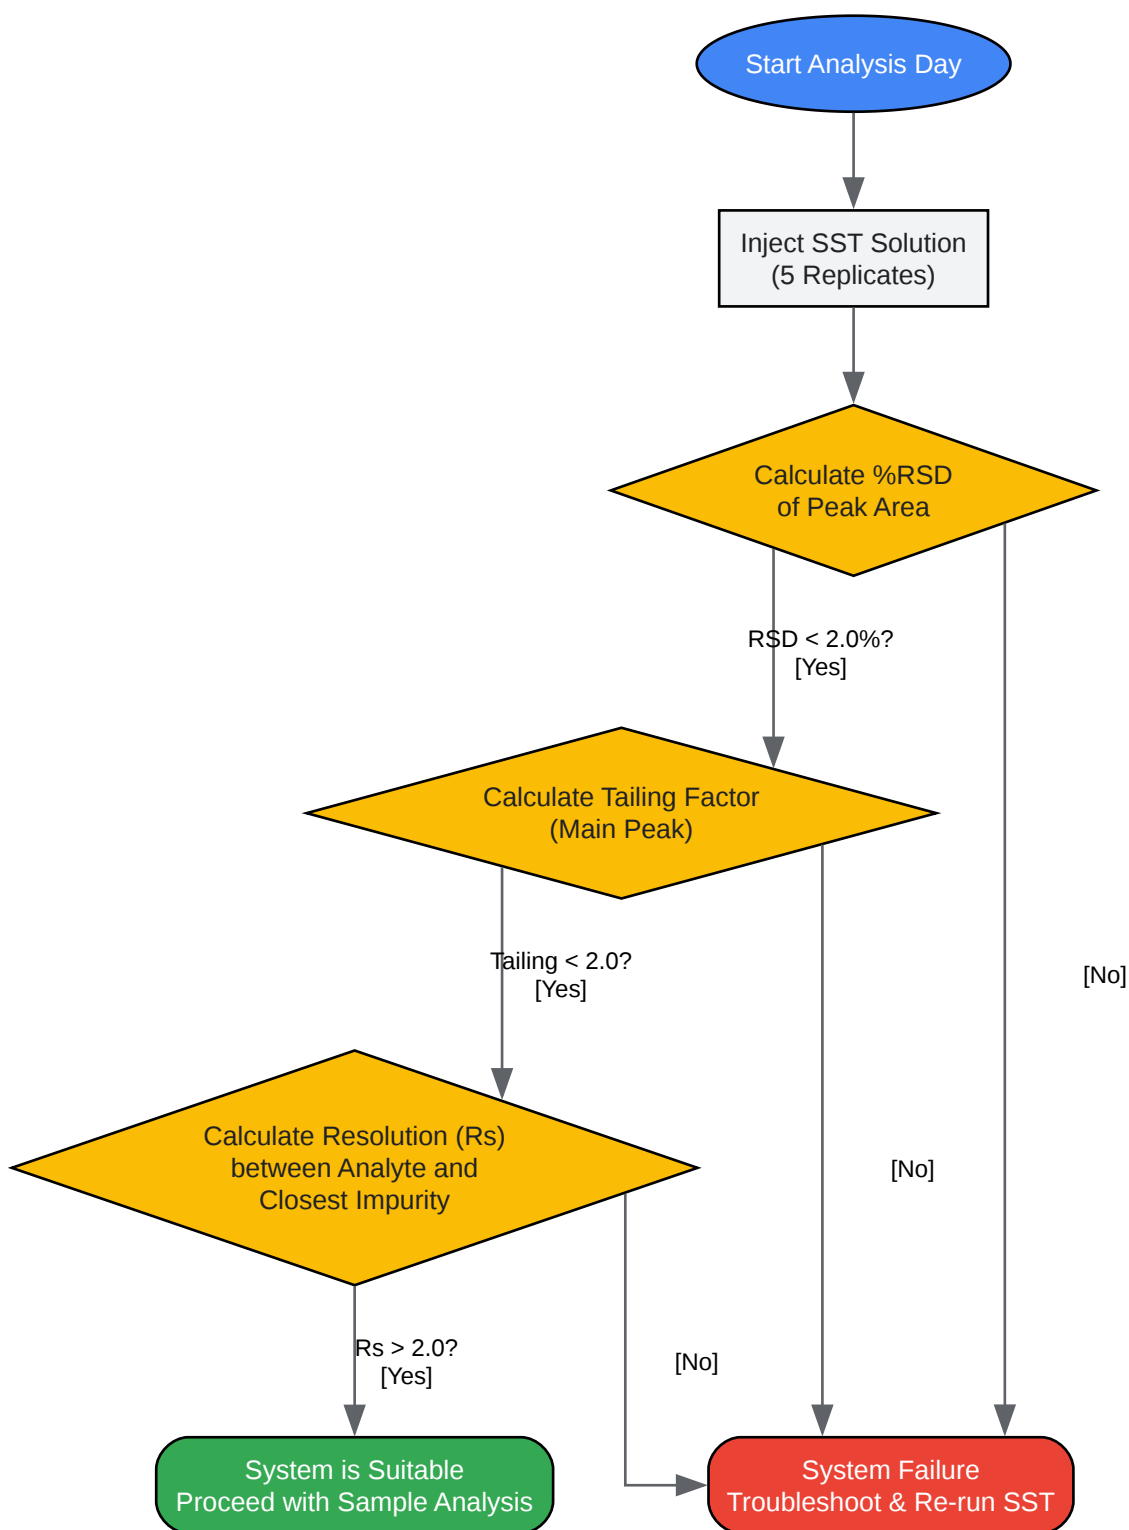 Start Analysis Day
Inject SST Solution
(5 Replicates)
Calculate %RSD
of Peak Area
RSD < 2.0%?
[Yes]
Calculate Tailing Factor
(Main Peak)
Tailing < 2.0?
[Yes]
[No]
Calculate Resolution (Rs)
between Analyte and
Closest Impurity
[No]
Rs > 2.0?
[Yes]
[No]
System is Suitable
Proceed with Sample Analysis
System Failure
Troubleshoot & Re-run SST